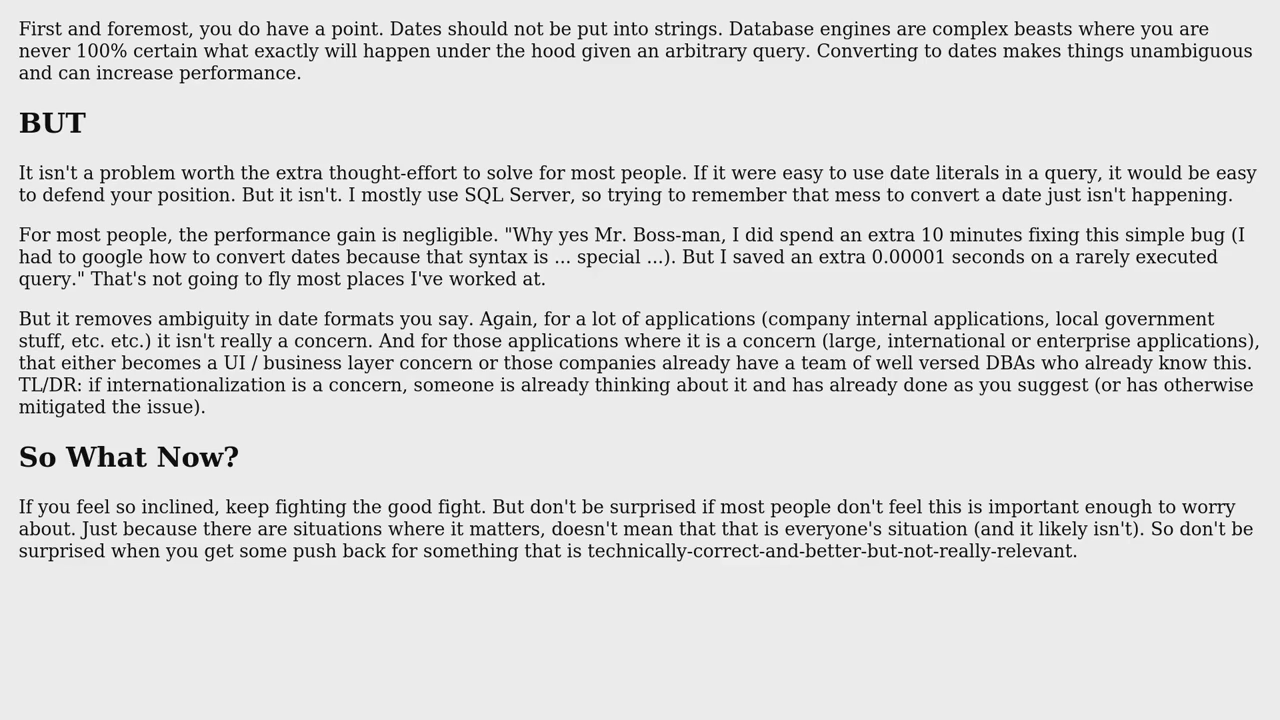 First and foremost, you do have a point. Dates should not be put into strings. Database engines are complex beasts where you are
never 100% certain what exactly will happen under the hood given an arbitrary query. Converting to dates makes things unambiguous
and can increase performance.
BUT
It isn't a problem worth the extra thought-effort to solve for most people. If it were easy to use date literals in a query, it would be easy
to defend your position. But it isn't. I mostly use SQL Server, so trying to remember that mess to convert a date just isn't happening.
For most people, the performance gain is negligible. "Why yes Mr. Boss-man, I did spend an extra 10 minutes fixing this simple bug (I
had to google how to convert dates because that syntax is ... special ...). But I saved an extra 0.00001 seconds on a rarely executed
query." That's not going to fly most places I've worked at.
But it removes ambiguity in date formats you say. Again, for a lot of applications (company internal applications, local government
stuff, etc. etc.) it isn't really a concern. And for those applications where it is a concern (large, international or enterprise applications),
that either becomes a UI / business layer concern or those companies already have a team of well versed DBAs who already know this.
TL/DR: if internationalization is a concern, someone is already thinking about it and has already done as you suggest (or has otherwise
mitigated the issue).
So What Now?
If you feel so inclined, keep fighting the good fight. But don't be surprised if most people don't feel this is important enough to worry
about. Just because there are situations where it matters, doesn't mean that that is everyone's situation (and it likely isn't). So don't be
surprised when you get some push back for something that is technically-correct-and-better-but-not-really-relevant.